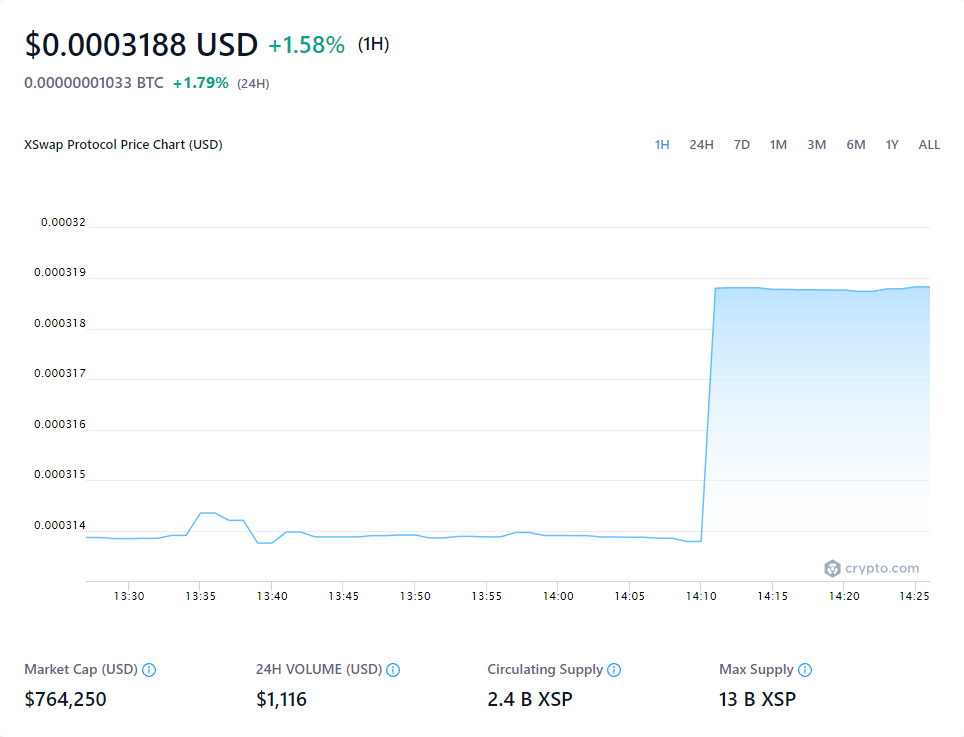 $0.0003188 USD +1.58% (1H)
0.00000001033 BTC +1.79% (24H)
XSwap Protocol Price Chart (USD) 1H 24H 7D 1M 3M 6M 1Y ALL
0.00032
0.000319
0.000318
0.000317
0.000316
0.000315
0.000314
crypto.com
13:30 13:35 13:40 13:45 13:50 13:55 14:00 14:05 14:10 14:15 14:20 14:25
Market Cap (USD) 24H VOLUME (USD) Circulating Supply Max Supply
$764,250 $1,116 2.4 B XSP 13 B XSP